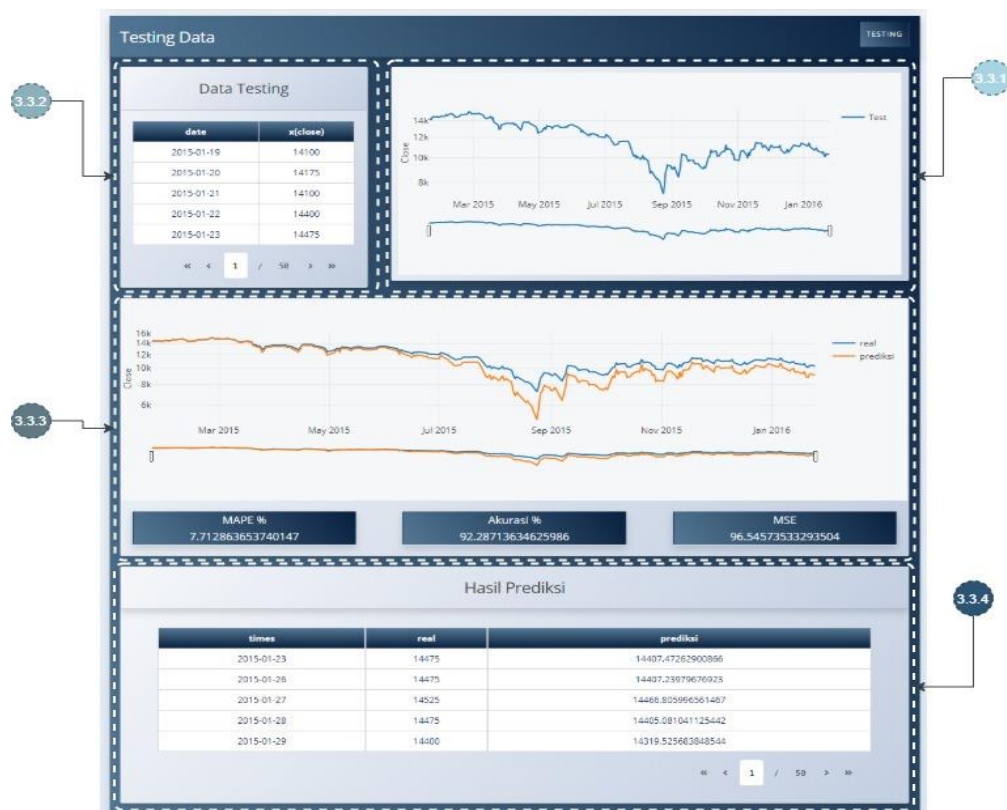 Testing Data
TESTING
3.3.2
3.3.1
Data Testing
date x(close)
2015-01-19 14100
2015-01-20 14175
2015-01-21 14100
2015-01-22 14400
2015-01-23 14475
« ‹ 1 / 50 › »
14k
12k
10k
8k
Close
Test
Mar 2015 May 2015 Jul 2015 Sep 2015 Nov 2015 Jan 2016
3.3.3
16k
14k
12k
10k
8k
6k
Close
real
prediksi
Mar 2015 May 2015 Jul 2015 Sep 2015 Nov 2015 Jan 2016
MAPE % Akurasi % MSE
7.712863653740147 92.28713634625986 96.54573533293504
3.3.4
Hasil Prediksi
times real prediksi
2015-01-23 14475 14407.47262900866
2015-01-26 14475 14407.23979676923
2015-01-27 14525 14466.805996561467
2015-01-28 14475 14405.081041125442
2015-01-29 14400 14319.525683848544
« ‹ 1 / 50 › »